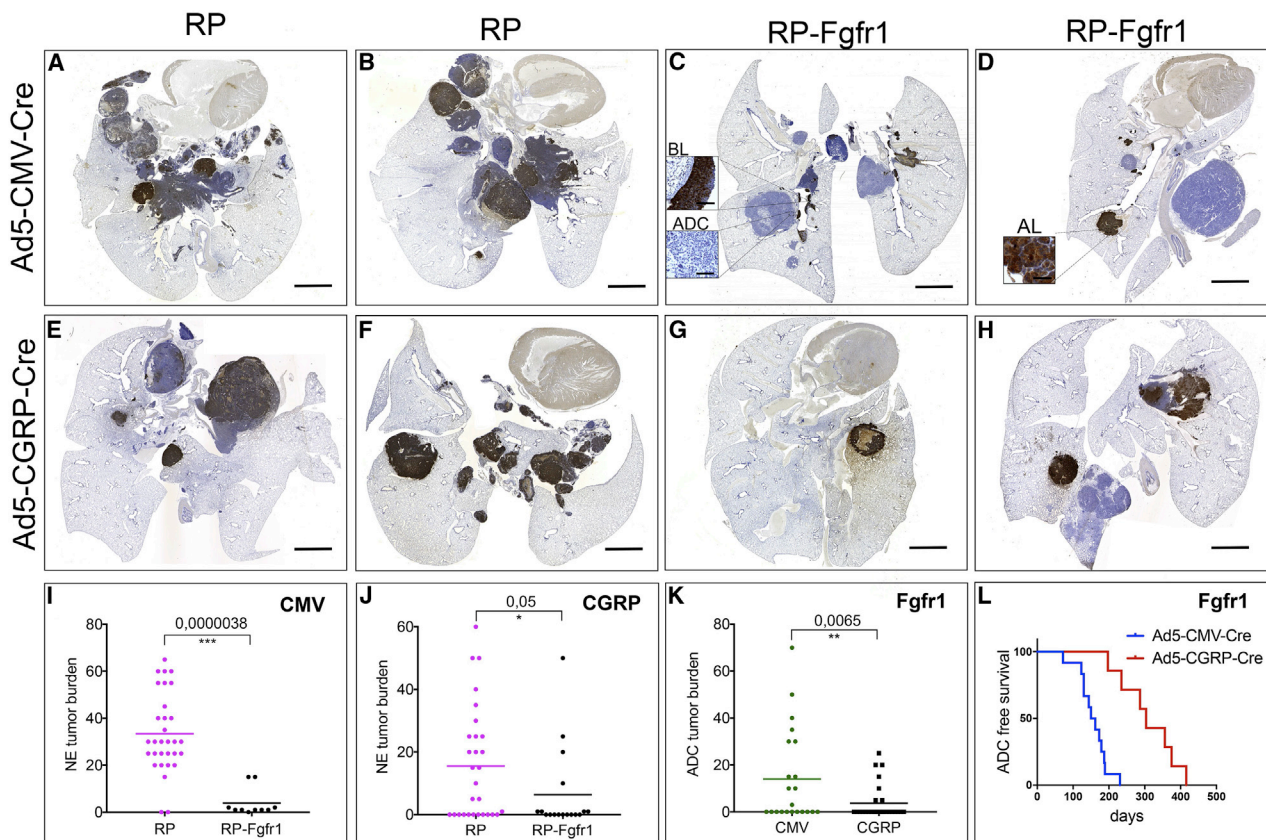 RP
RP
RP-Fgfr1
RP-Fgfr1
Ad5-CMV-Cre
A
B
C
D
BL
ADC
AL
Ad5-CGRP-Cre
E
F
G
H
I
CMV
0,0000038
***
NE tumor burden
80
60
40
20
0
RP
RP-Fgfr1
J
CGRP
0,05
*
NE tumor burden
60
40
20
0
RP
RP-Fgfr1
K
Fgfr1
0,0065
**
ADC tumor burden
80
60
40
20
0
CMV
CGRP
L
Fgfr1
Ad5-CMV-Cre
Ad5-CGRP-Cre
ADC free survival
100
50
0
0
100
200
300
400
500
days